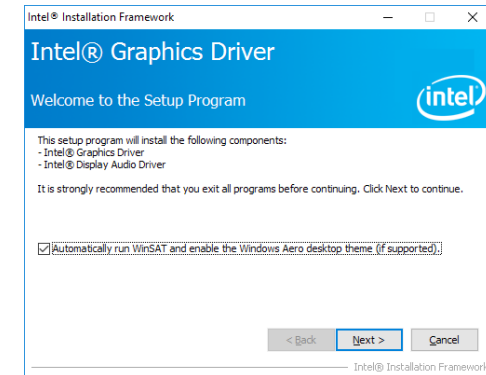 Intel® Installation Framework
Intel® Graphics Driver
Welcome to the Setup Program
intel
This setup program will install the following components:
- Intel® Graphics Driver
- Intel® Display Audio Driver
It is strongly recommended that you exit all programs before continuing. Click Next to continue.
Automatically run WinSAT and enable the Windows Aero desktop theme (if supported).
< Back Next > Cancel
Intel® Installation Framework